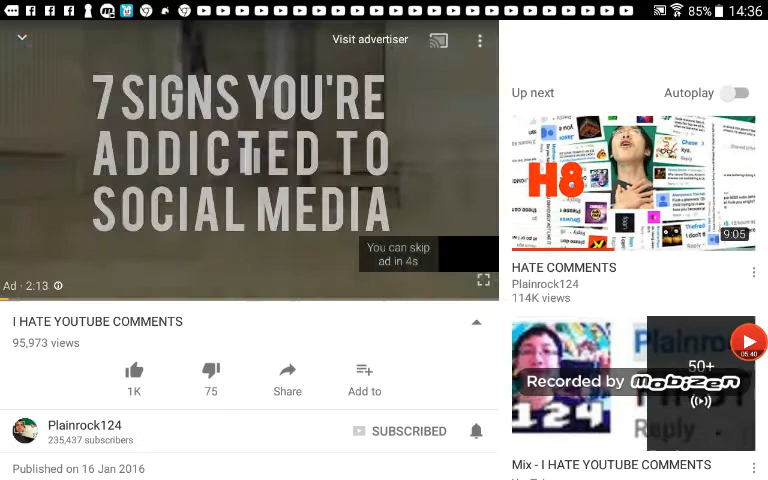 85% 14:36
Visit advertiser
7 SIGNS YOU'RE
ADDICTED TO
SOCIAL MEDIA
You can skip
ad in 4s
Ad · 2:13
I HATE YOUTUBE COMMENTS
95,973 views
1K
75
Share
Add to
Plainrock124
235,437 subscribers
SUBSCRIBED
Published on 16 Jan 2016
Up next
Autoplay
H8
9:05
HATE COMMENTS
Plainrock124
114K views
50+
05:40
Recorded by MOBIZEN
124
Reply
Mix - I HATE YOUTUBE COMMENTS